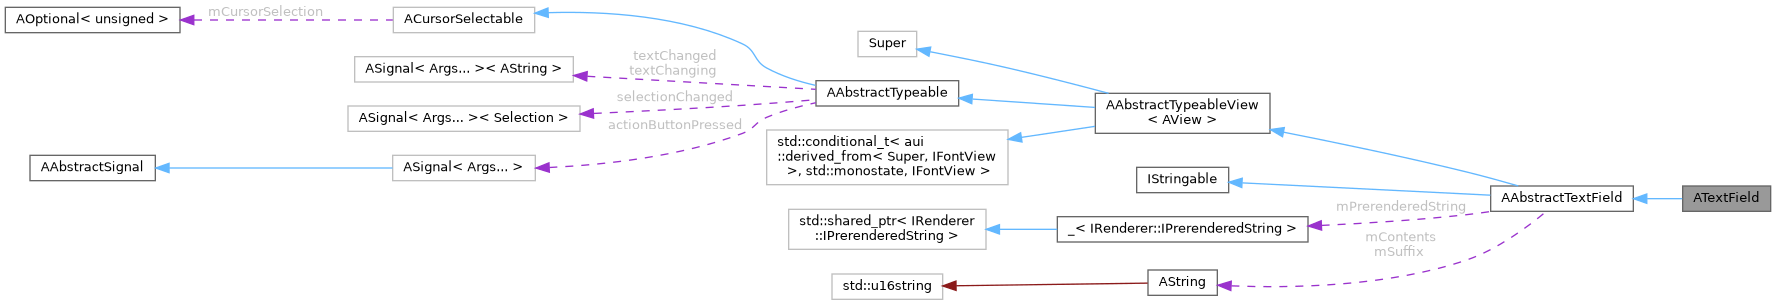 AOptional< unsigned >
mCursorSelection
ACursorSelectable
ASignal< Args... >< AString >
textChanged
textChanging
ASignal< Args... >< Selection >
selectionChanged
actionButtonPressed
AAbstractSignal
ASignal< Args... >
AAbstractTypeable
Super
std::conditional_t< aui
::derived_from< Super, IFontView
>, std::monostate, IFontView >
AAbstractTypeableView
< AView >
IStringable
std::shared_ptr< IRenderer
::IPrerenderedString >
_< IRenderer::IPrerenderedString >
mPrerenderedString
mContents
mSuffix
std::u16string
AString
AAbstractTextField
ATextField